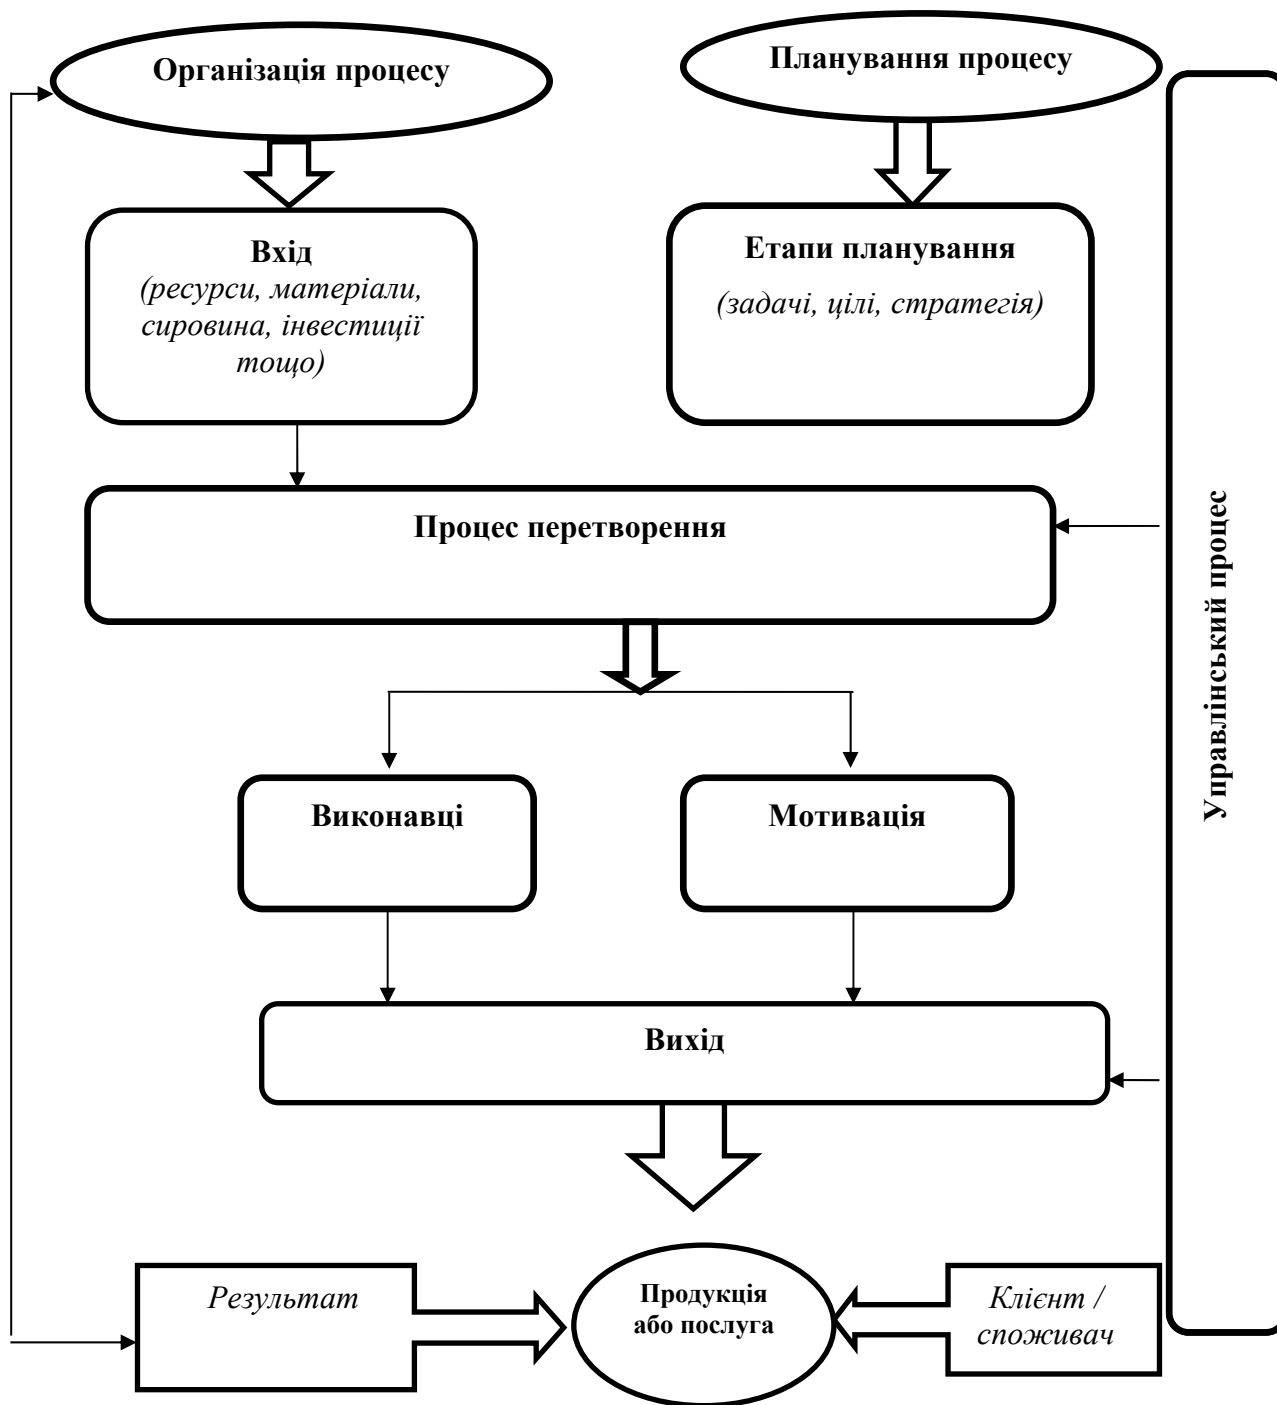 Організація процесу
Планування процесу
Вхід
(ресурси, матеріали,
сировина, інвестиції
тощо)
Етапи планування
(задачі, цілі, стратегія)
Процес перетворення
Управлінський процес
Виконавці
Мотивація
Вихід
Результат
Продукція
або послуга
Клієнт /
споживач